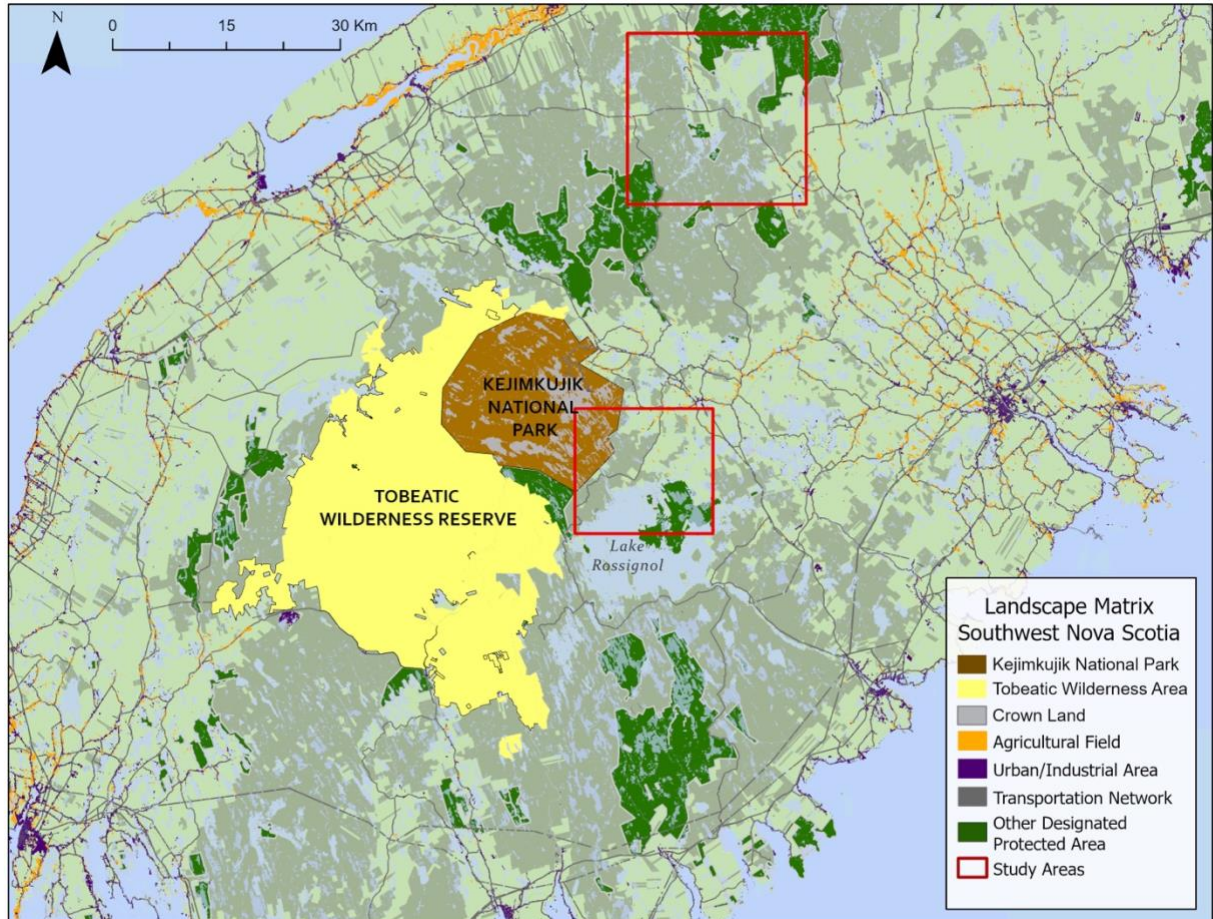 N
0 15 30 Km
KEJIMKUJIK
NATIONAL
PARK
TOBEATIC
WILDERNESS RESERVE
Lake
Rossignol
Landscape Matrix
Southwest Nova Scotia
Kejimkujik National Park
Tobeatic Wilderness Area
Crown Land
Agricultural Field
Urban/Industrial Area
Transportation Network
Other Designated
Protected Area
Study Areas